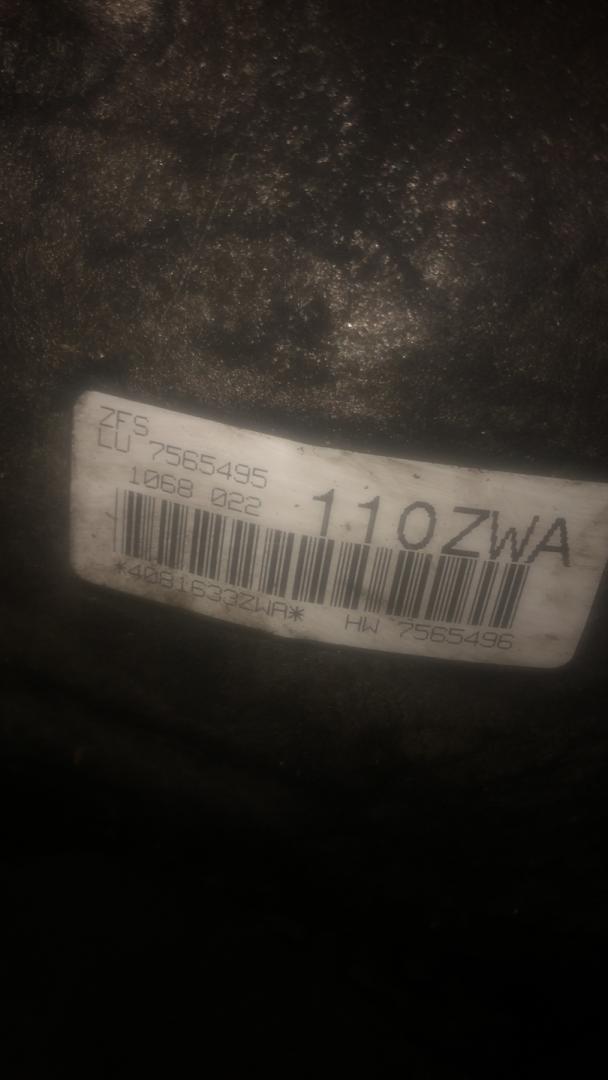 ZFS
LU 7565495
1068 022
110ZWA
*4081633ZWA*
HW 7565496